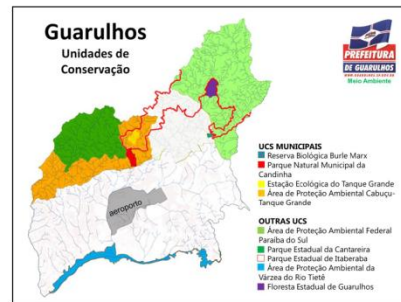 Guarulhos
Unidades de
Conservação
PREFEITURA
DE GUARULHOS
Meio Ambiente
aeroporto
UCS MUNICIPAIS
Reserva Biológica Burle Marx
Parque Natural Municipal da
Candinha
Estação Ecológica do Tanque Grande
Área de Proteção Ambiental Cabuçu-
Tanque Grande
OUTRAS UCS
Área de Proteção Ambiental Federal
Paraíba do Sul
Parque Estadual da Cantareira
Parque Estadual de Itaberaba
Área de Proteção Ambiental da
Várzea do Rio Tietê
Floresta Estadual de Guarulhos